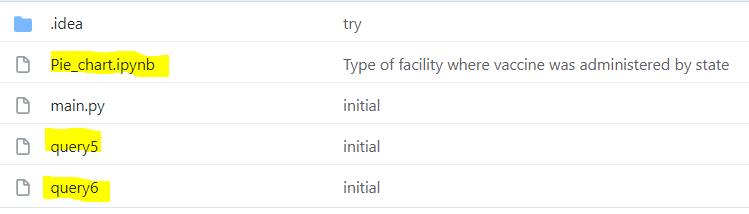 .idea try
Pie_chart.ipynb Type of facility where vaccine was administered by state
main.py initial
query5 initial
query6 initial